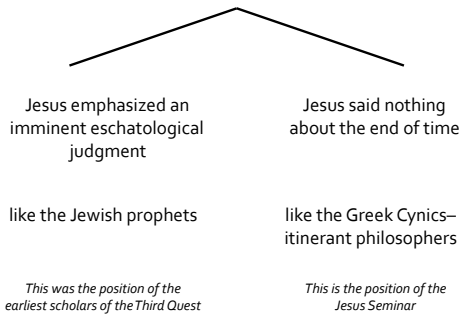 Jesus emphasized an
imminent eschatological
judgment
Jesus said nothing
about the end of time
like the Jewish prophets
like the Greek Cynics–
itinerant philosophers
This was the position of the
earliest scholars of the Third Quest
This is the position of the
Jesus Seminar